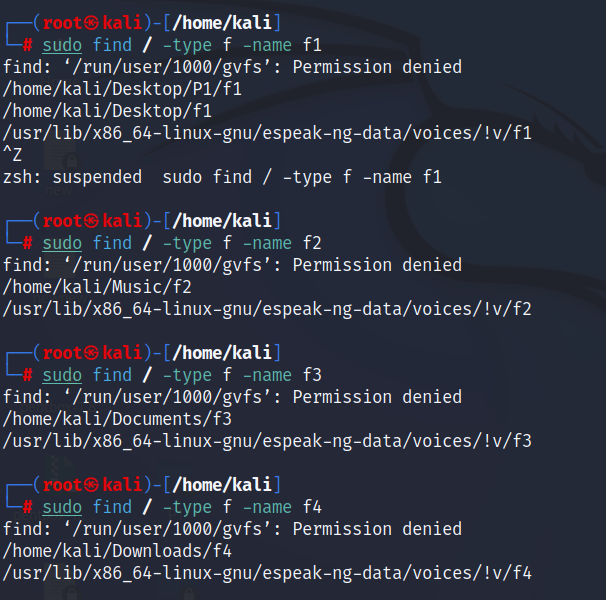 ┌──(root㉿kali)-[/home/kali]
└─# sudo find / -type f -name f1
find: ‘/run/user/1000/gvfs’: Permission denied
/home/kali/Desktop/P1/f1
/home/kali/Desktop/f1
/usr/lib/x86_64-linux-gnu/espeak-ng-data/voices/!v/f1
^Z
zsh: suspended  sudo find / -type f -name f1
┌──(root㉿kali)-[/home/kali]
└─# sudo find / -type f -name f2
find: ‘/run/user/1000/gvfs’: Permission denied
/home/kali/Music/f2
/usr/lib/x86_64-linux-gnu/espeak-ng-data/voices/!v/f2
┌──(root㉿kali)-[/home/kali]
└─# sudo find / -type f -name f3
find: ‘/run/user/1000/gvfs’: Permission denied
/home/kali/Documents/f3
/usr/lib/x86_64-linux-gnu/espeak-ng-data/voices/!v/f3
┌──(root㉿kali)-[/home/kali]
└─# sudo find / -type f -name f4
find: ‘/run/user/1000/gvfs’: Permission denied
/home/kali/Downloads/f4
/usr/lib/x86_64-linux-gnu/espeak-ng-data/voices/!v/f4